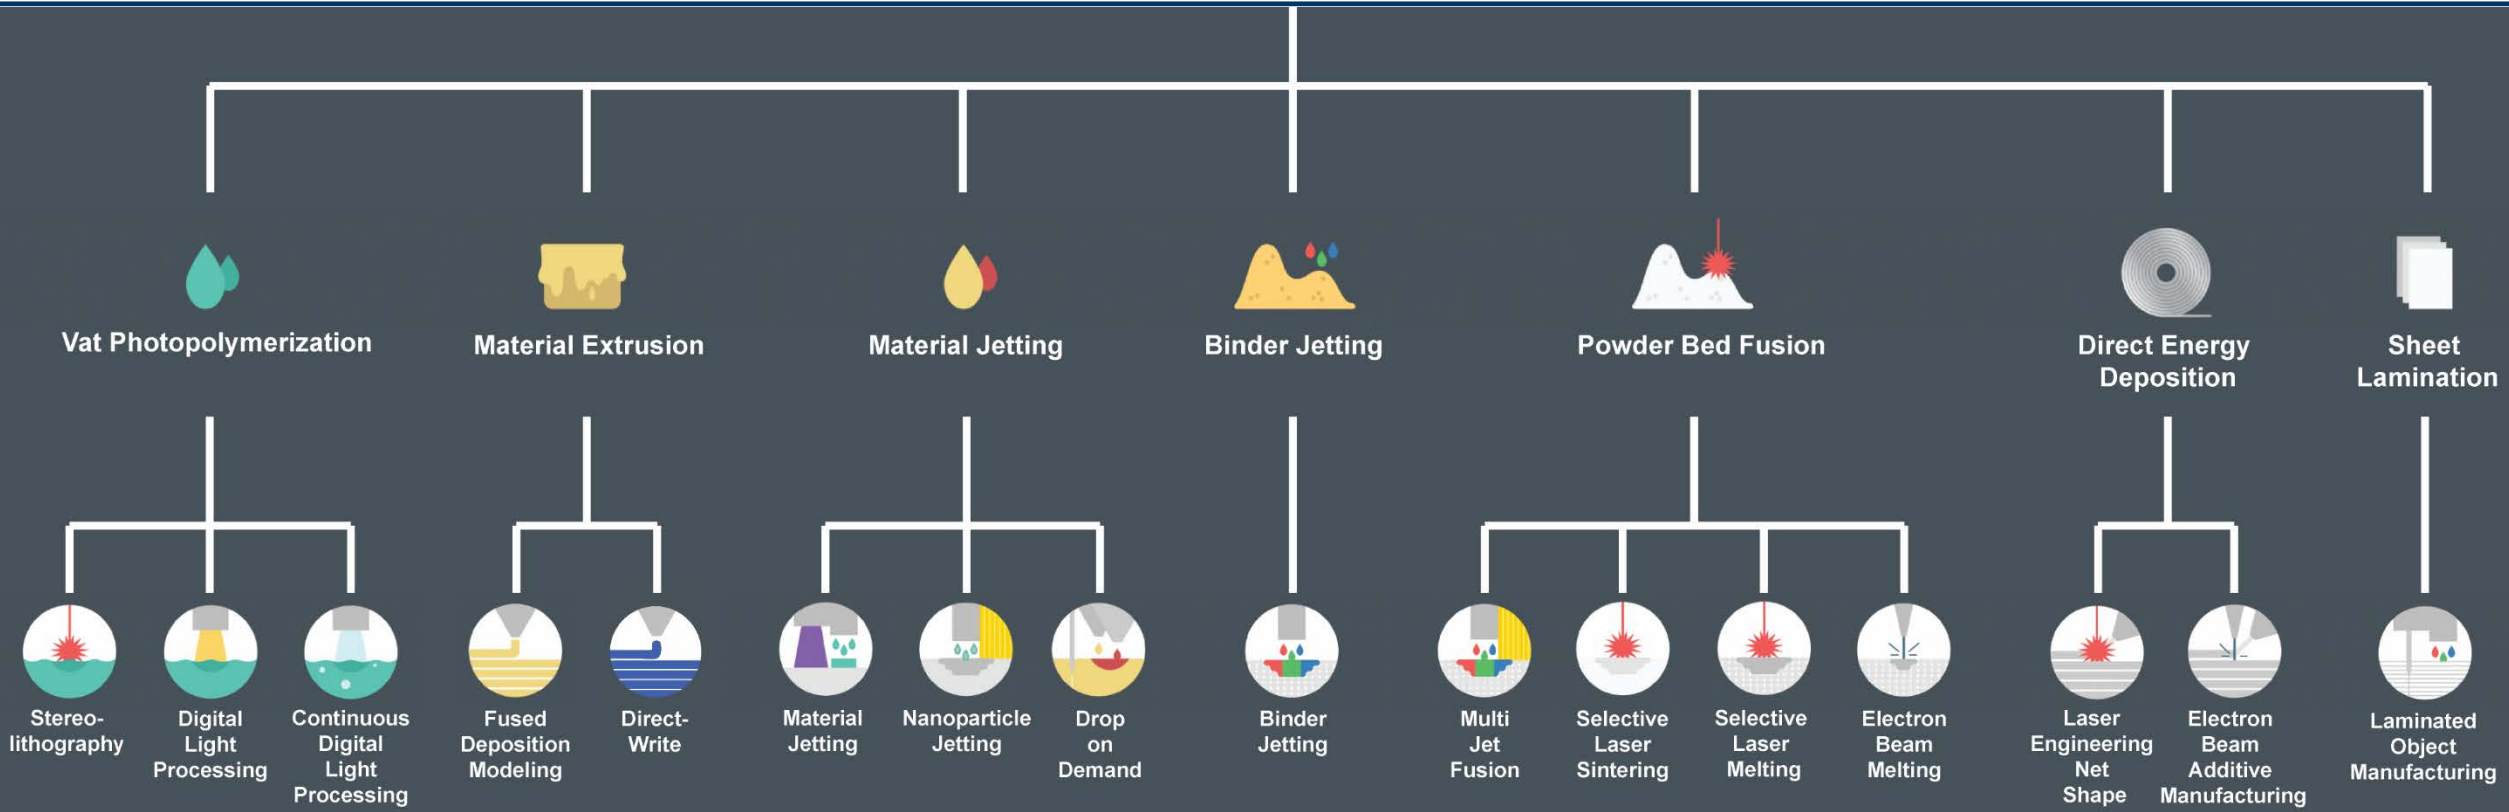 Vat Photopolymerization
Material Extrusion
Material Jetting
Binder Jetting
Powder Bed Fusion
Direct Energy
Deposition
Sheet
Lamination
Stereo-
lithography
Digital
Light
Processing
Continuous
Digital
Light
Processing
Fused
Deposition
Modeling
Direct-
Write
Material
Jetting
Nanoparticle
Jetting
Drop
on
Demand
Binder
Jetting
Multi
Jet
Fusion
Selective
Laser
Sintering
Selective
Laser
Melting
Electron
Beam
Melting
Laser
Engineering
Net
Shape
Electron
Beam
Additive
Manufacturing
Laminated
Object
Manufacturing